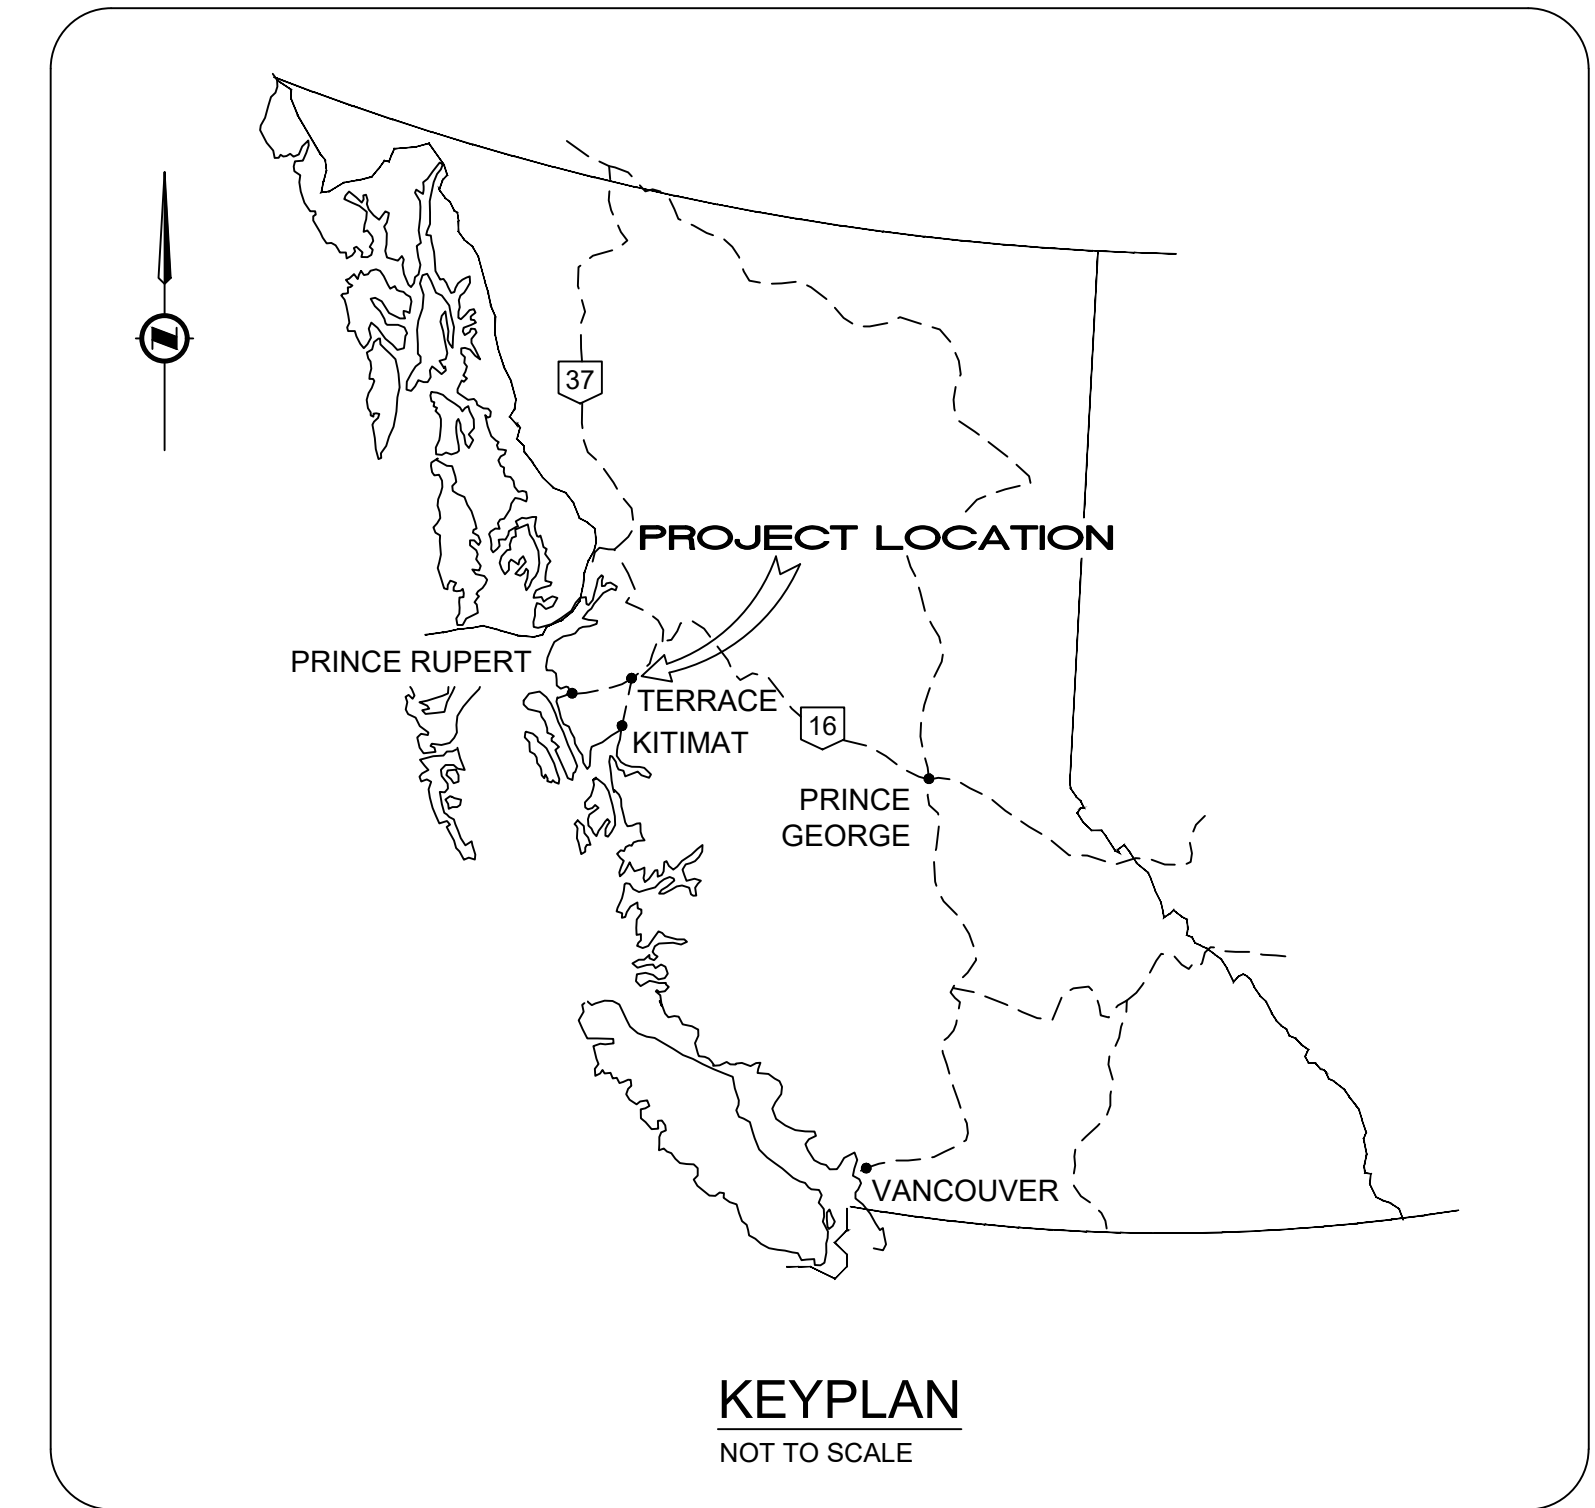 N
37
PROJECT LOCATION
PRINCE RUPERT
TERRACE
16
KITIMAT
PRINCE
GEORGE
VANCOUVER
KEYPLAN
NOT TO SCALE